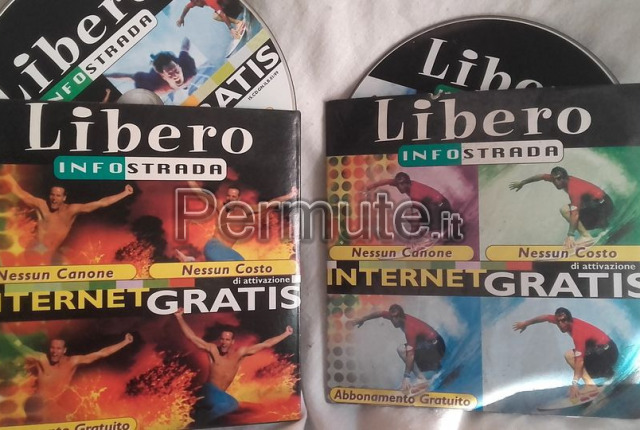 Libero
INFOSTRADA
GRATIS
Libero
INFOSTRADA
Nessun Canone
Nessun Costo
di attivazione
INTERNET GRATIS
Gratuito
Libero
Libero
INFOSTRADA
Nessun Canone
Nessun Costo
di attivazione
INTERNET GRATIS
Abbonamento Gratuito
Permute.it